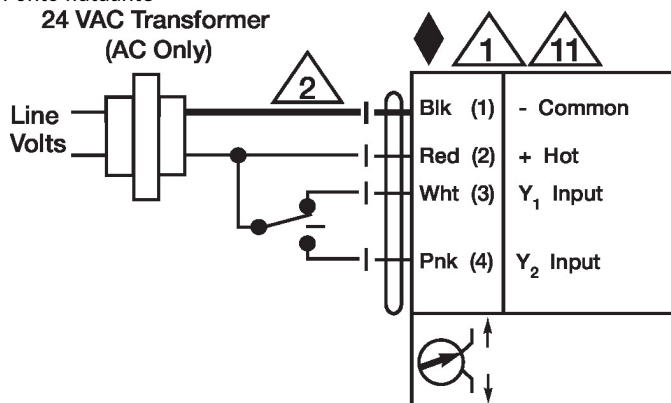 24 VAC Transformer
(AC Only)
Line
Volts
2
1
11
Blk (1) - Common
Red (2) + Hot
Wht (3) Y1 Input
Pnk (4) Y2 Input